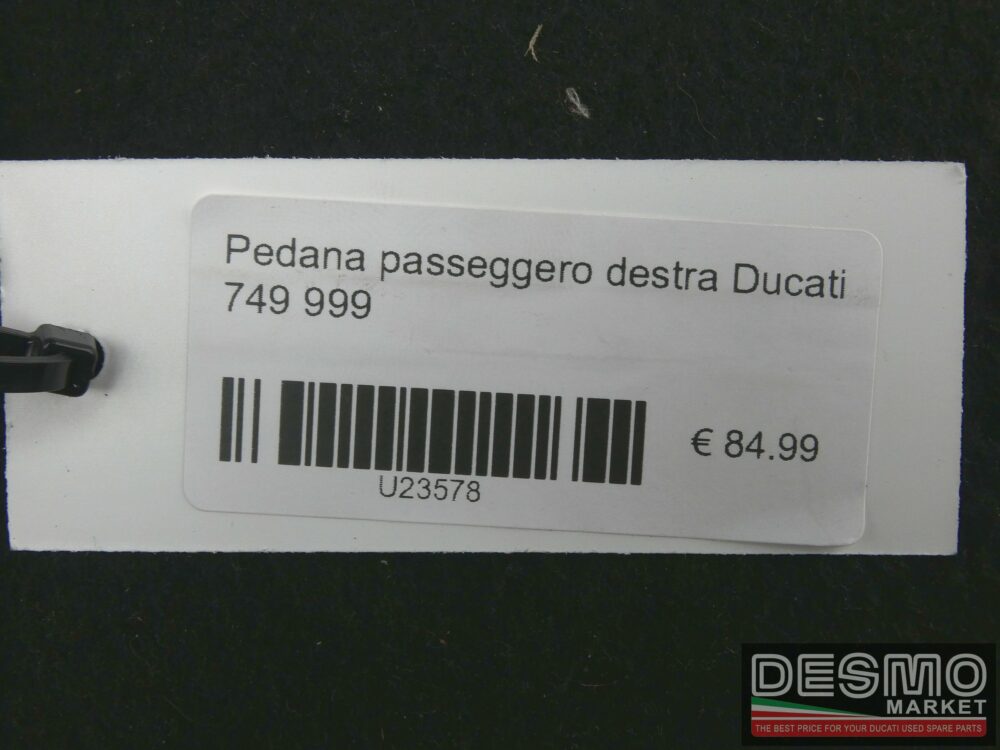 Pedana passeggero destra Ducati
749 999
€ 84.99
U23578
DESMO
MARKET
THE BEST PRICE FOR YOUR DUCATI USED SPARE PARTS